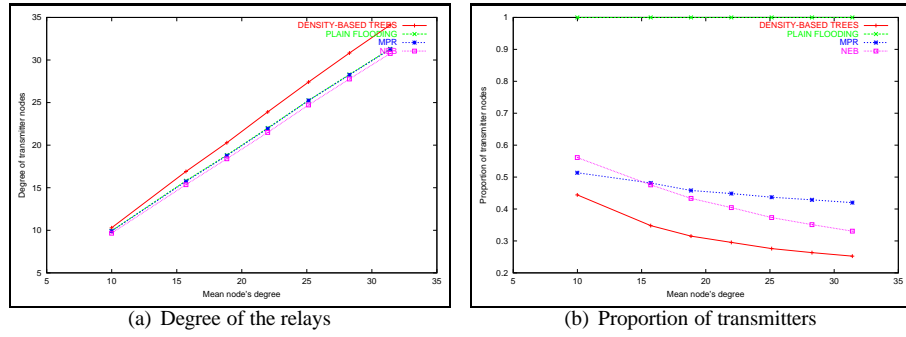 35
30
25
20
15
10
5
5
10
15
20
25
30
35
Degree of transmitter nodes
Mean node's degree
DENSITY-BASED TREES
PLAIN FLOODING
MPR
NEB
(a) Degree of the relays
1
0.9
0.8
0.7
0.6
0.5
0.4
0.3
0.2
5
10
15
20
25
30
35
Proportion of transmitter nodes
Mean node's degree
DENSITY-BASED TREES
PLAIN FLOODING
MPR
NEB
(b) Proportion of transmitters